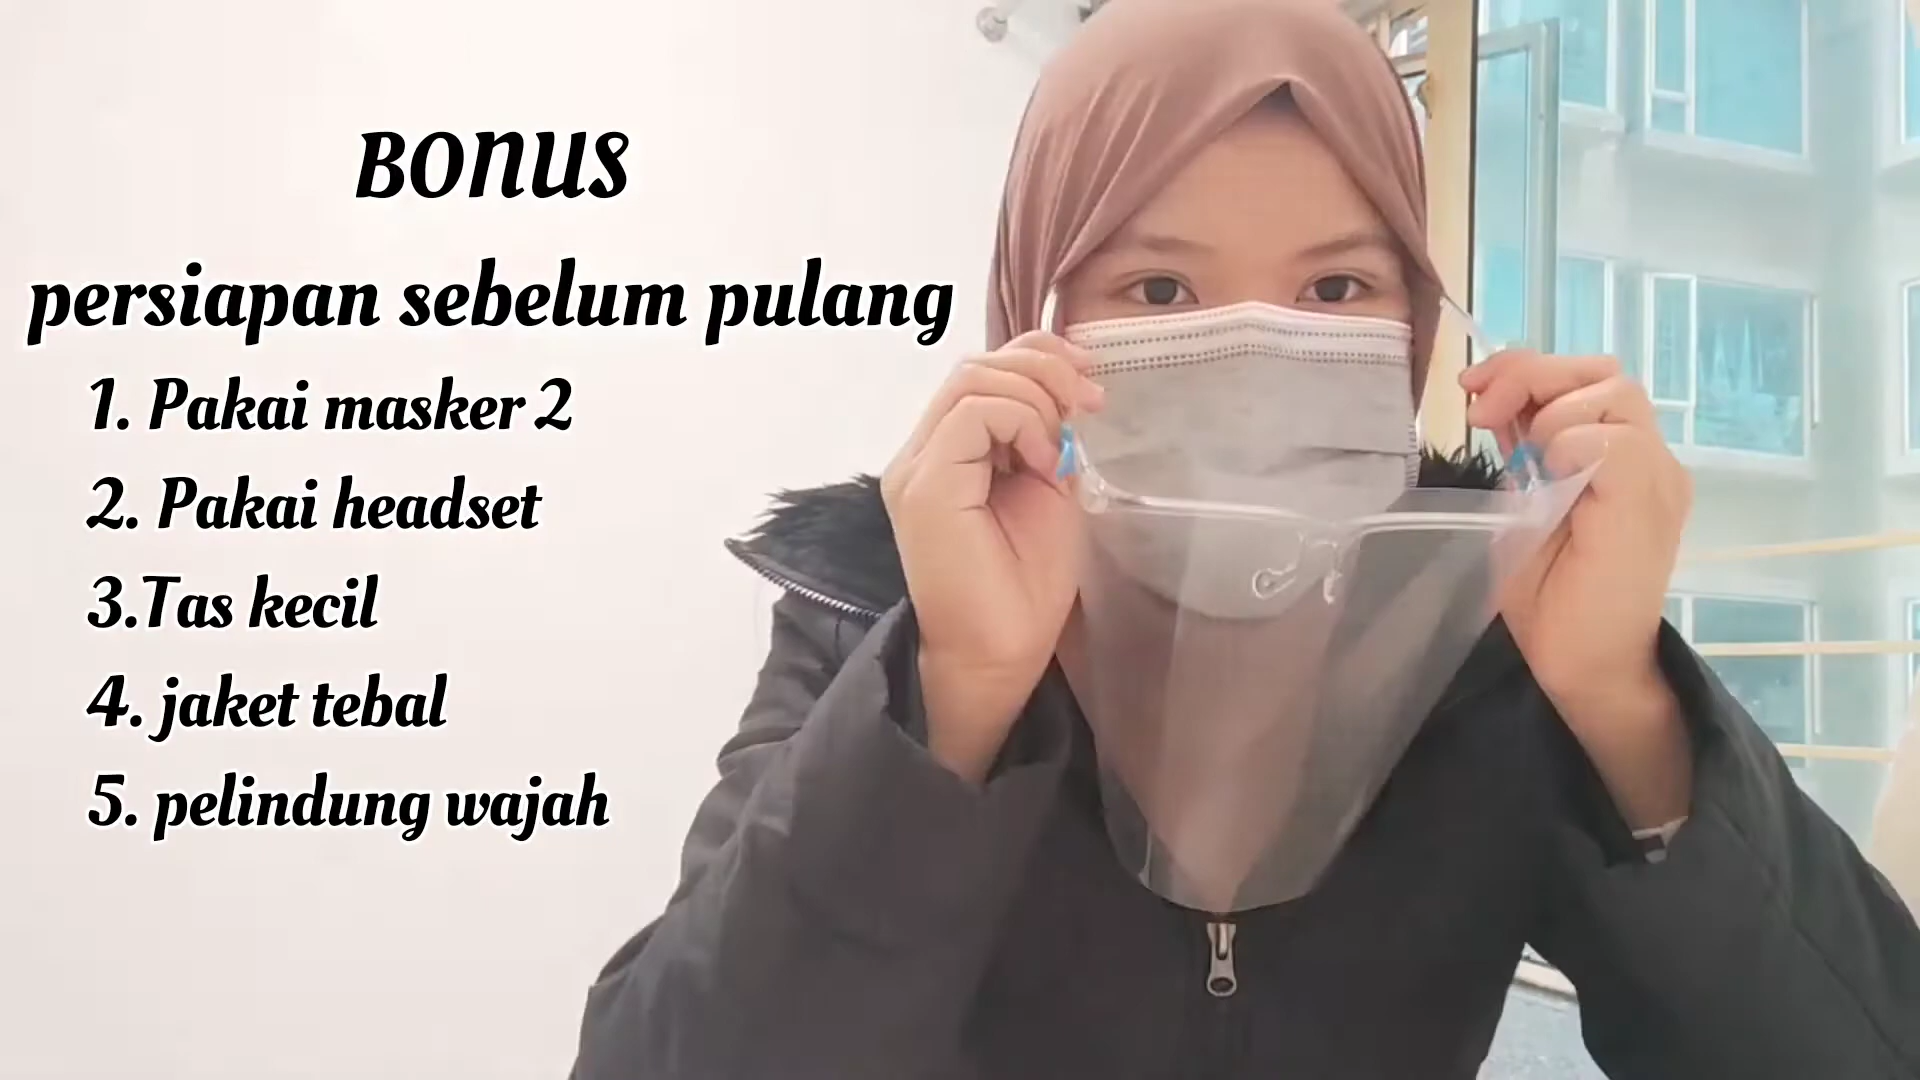 BONUS
persiapan sebelum pulang
1. Pakai masker 2
2. Pakai headset
3.Tas kecil
4. jaket tebal
5. pelindung wajah